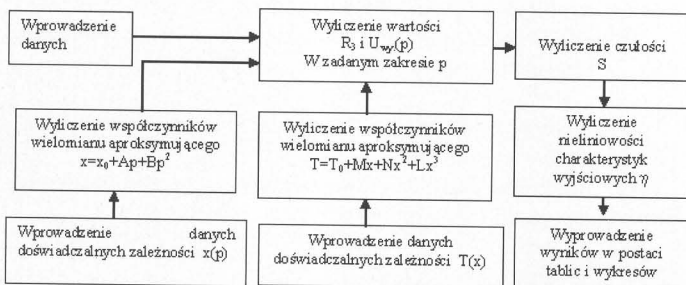 Wprowadzenie
danych
Wyliczenie wartości
R₃ i U_wy.(p)
W zadanym zakresie p
Wyliczenie czułości
S
Wyliczenie współczynników
wielomianu aproksymującego
x=x₀+Ap+Bp²
Wyliczenie współczynników
wielomianu aproksymującego
T=T₀+Mx+Nx²+Lx³
Wyliczenie
nieliniowości
charakterystyk
wyjściowych γ
Wprowadzenie danych
doświadczalnych zależności x(p)
Wprowadzenie danych
doświadczalnych zależności T(x)
Wyprowadzenie
wyników w postaci
tablic i wykresów